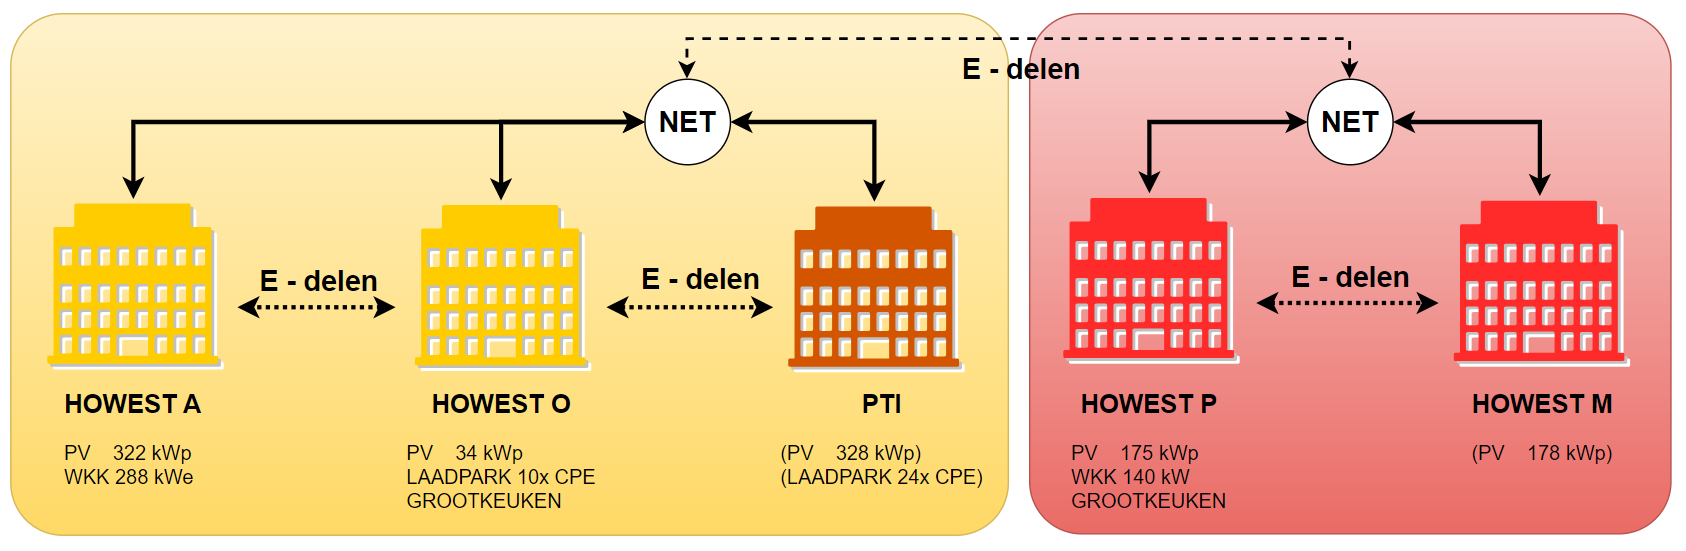 E - delen
NET
NET
E - delen
E - delen
E - delen
HOWEST A
PV 322 kWp
WKK 288 kWe
HOWEST O
PV 34 kWp
LAADPARK 10x CPE
GROOTKEUKEN
PTI
(PV 328 kWp)
(LAADPARK 24x CPE)
HOWEST P
PV 175 kWp
WKK 140 kW
GROOTKEUKEN
HOWEST M
(PV 178 kWp)